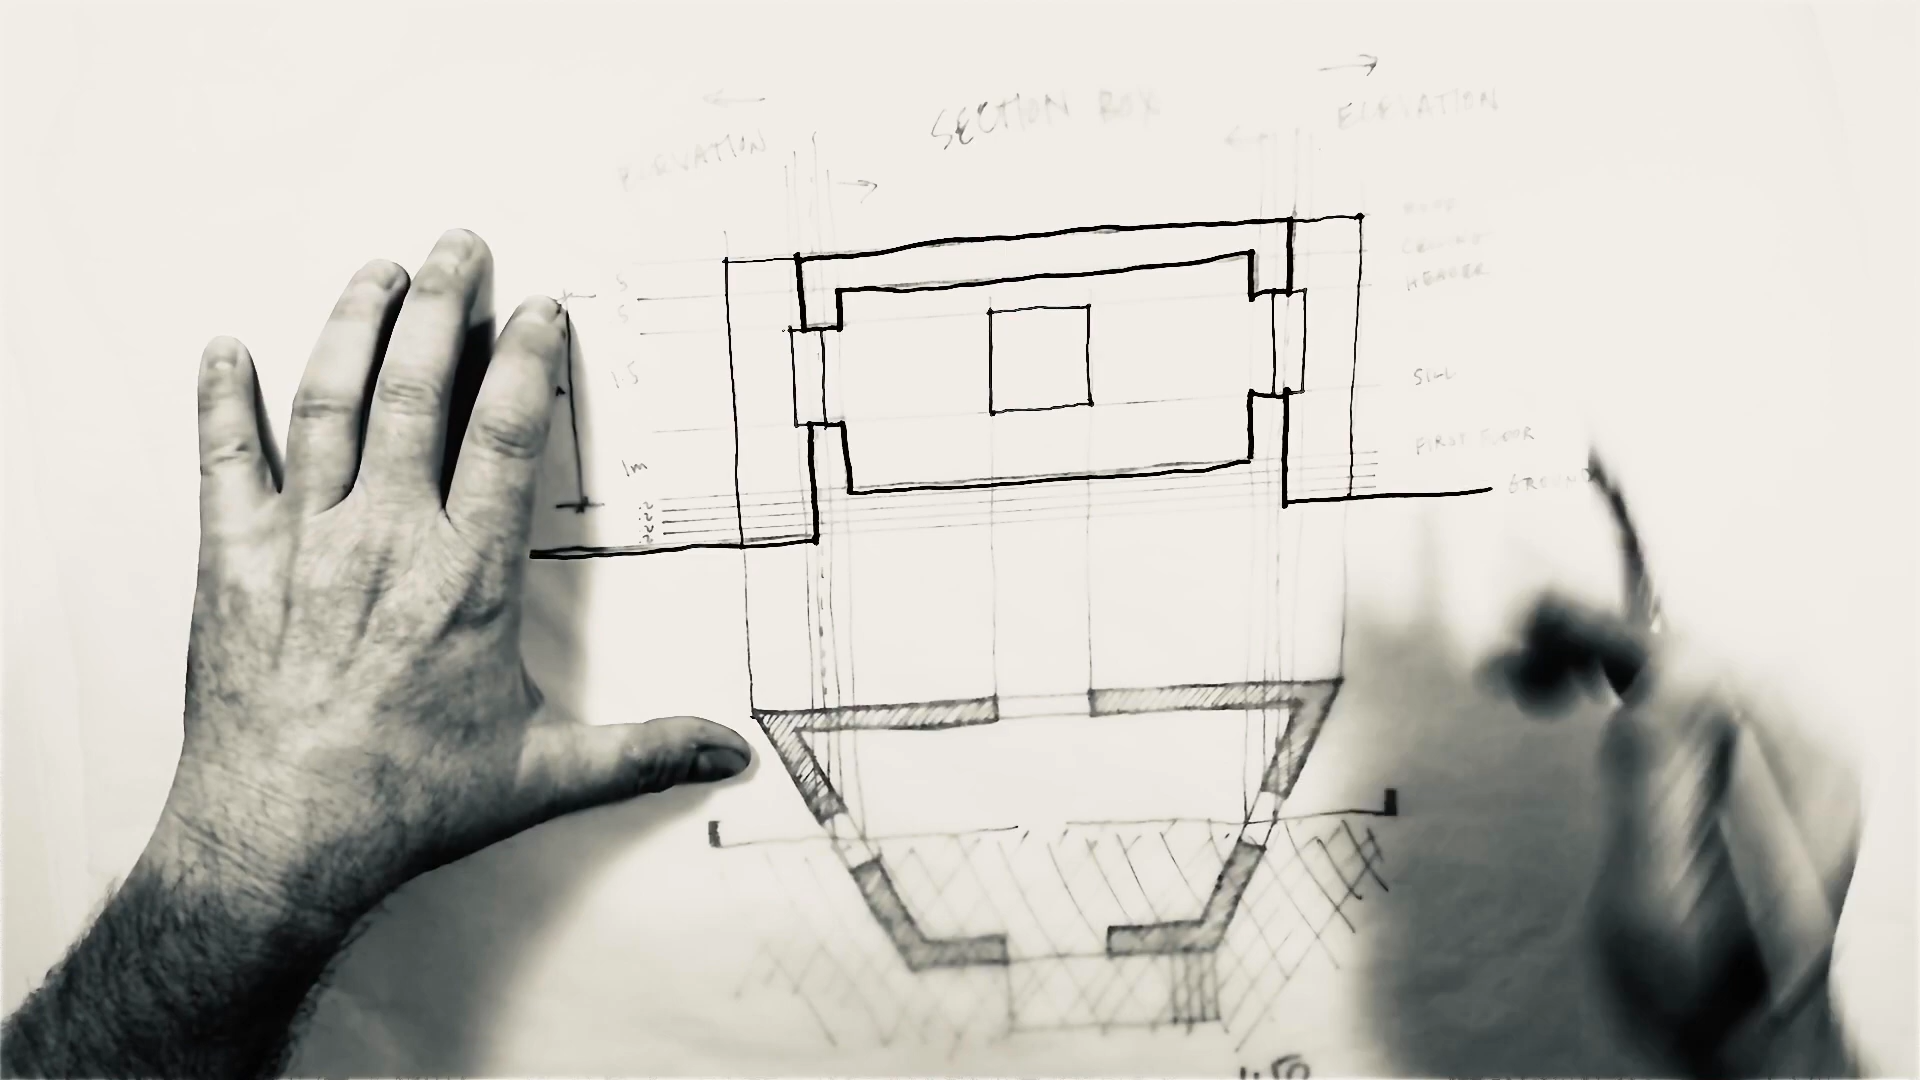 SECTION BOX
ELEVATION
ELEVATION
ROOF
CEILING
HEADER
5
5
1.5
SILL
FIRST FLOOR
1m
GROUND